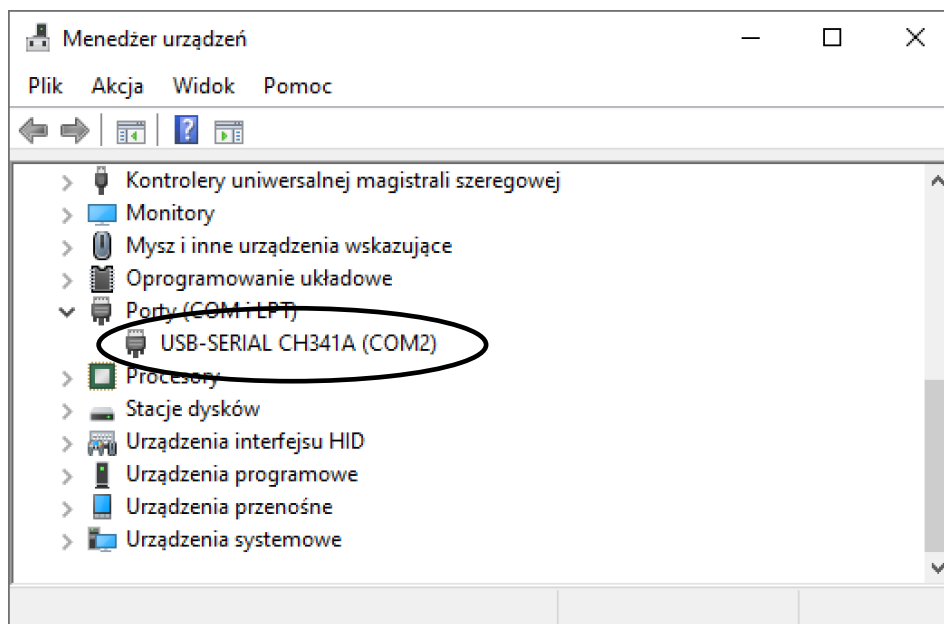 Menedżer urządzeń
Plik Akcja Widok Pomoc
Kontrolery uniwersalnej magistrali szeregowej
Monitory
Mysz i inne urządzenia wskazujące
Oprogramowanie układowe
Porty (COM i LPT)
USB-SERIAL CH341A (COM2)
Procesory
Stacje dysków
Urządzenia interfejsu HID
Urządzenia programowe
Urządzenia przenośne
Urządzenia systemowe